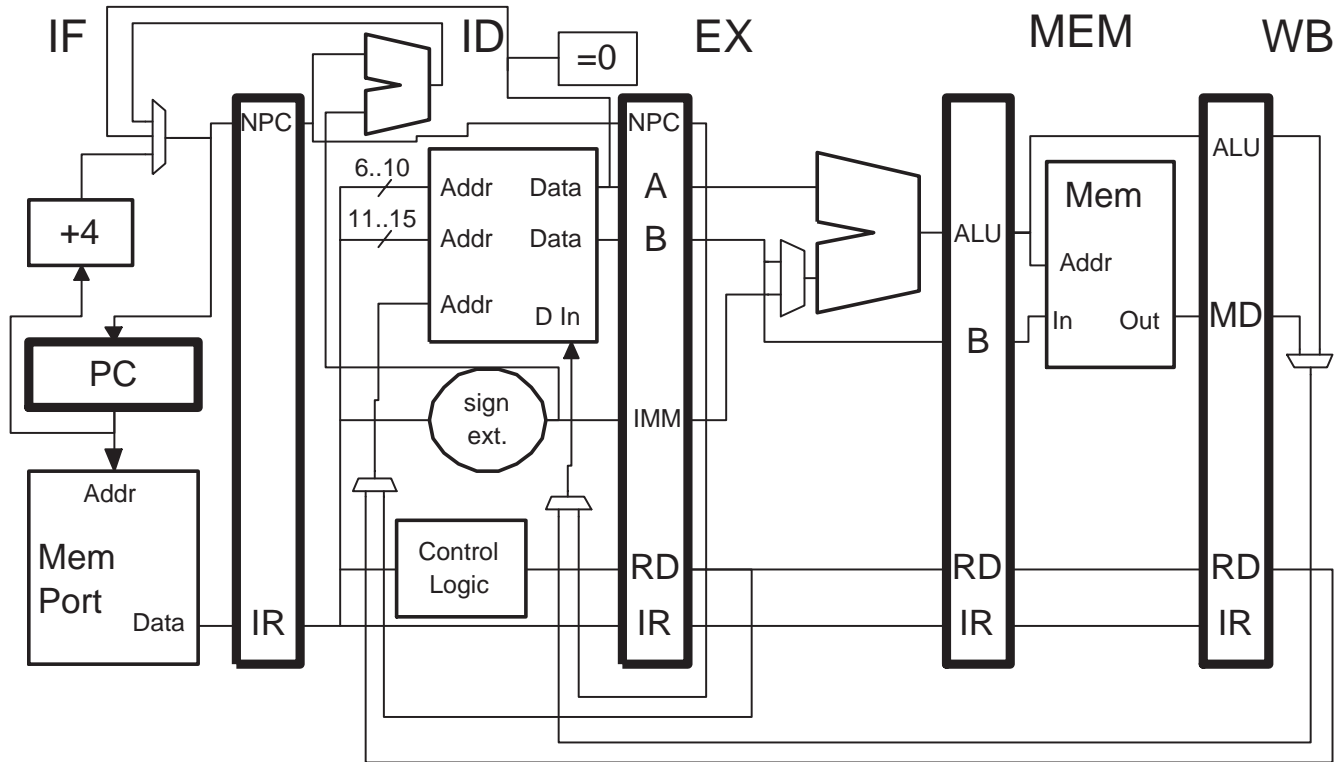 IF
ID
EX
MEM
WB
=0
NPC
NPC
6..10
11..15
Addr
Data
Addr
Data
Addr
D In
A
B
ALU
ALU
Mem
Addr
In
Out
+4
PC
B
MD
sign
ext.
IMM
Addr
Mem
Port
Data
Control
Logic
IR
RD
IR
RD
IR
RD
IR